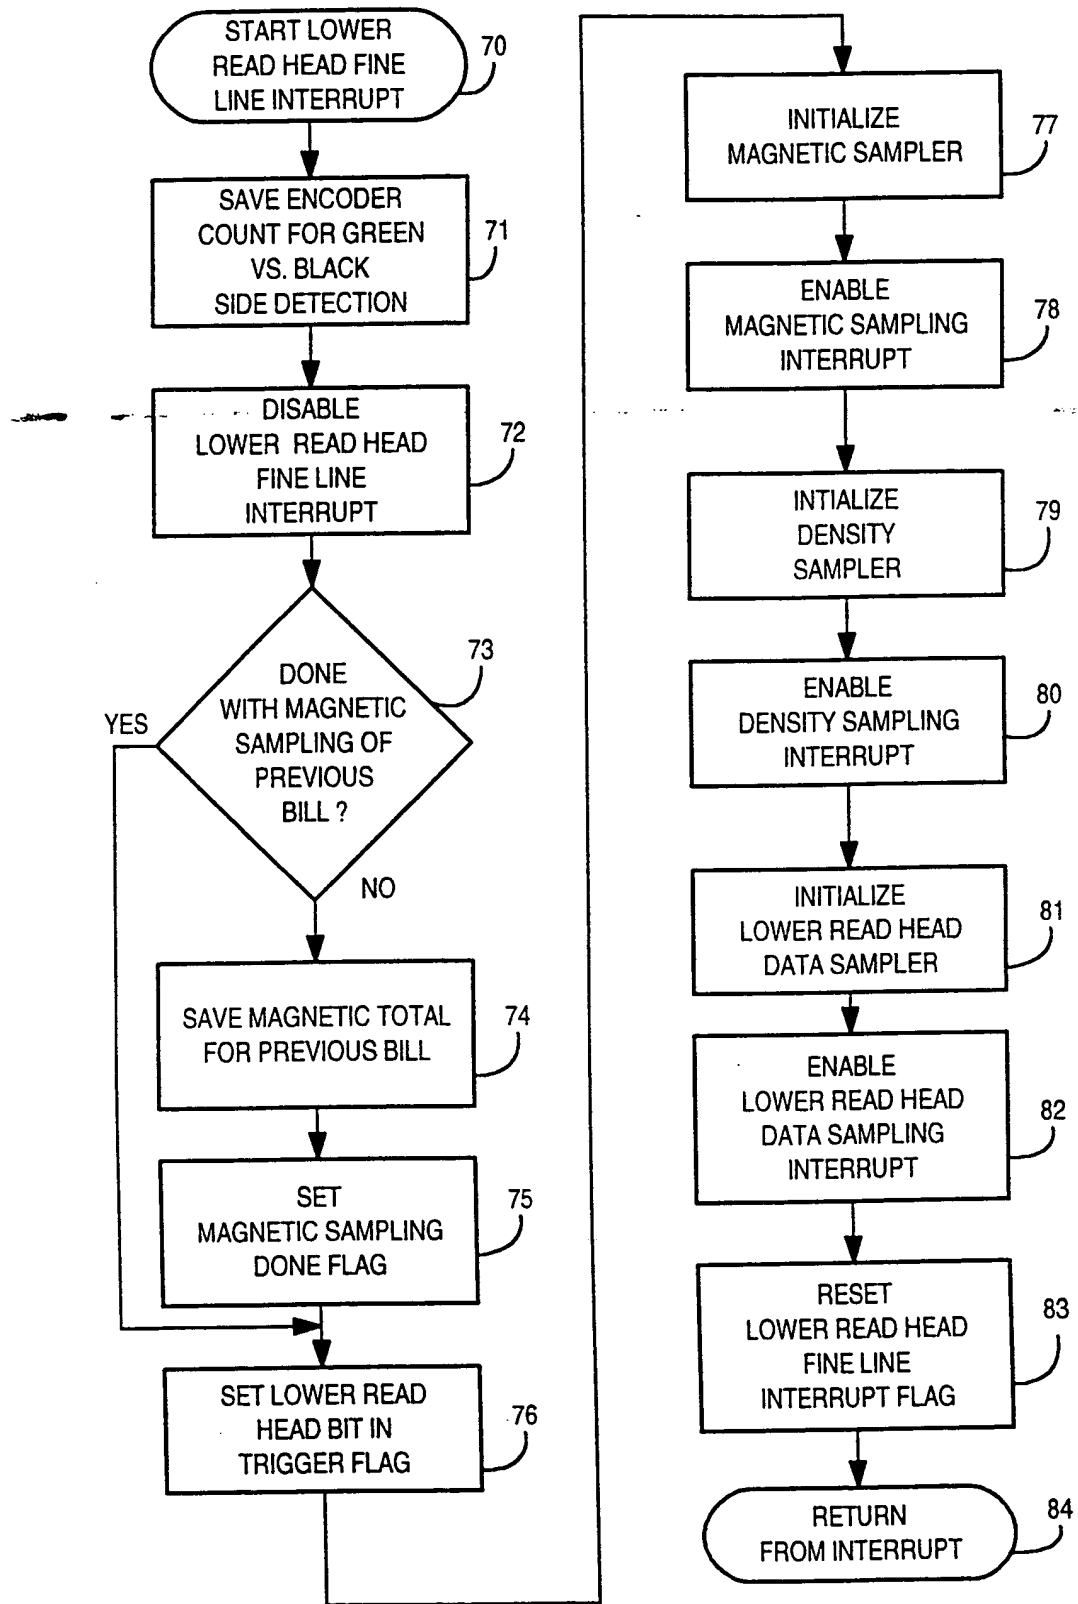 START LOWER
READ HEAD FINE
LINE INTERRUPT
70
SAVE ENCODER
COUNT FOR GREEN
VS. BLACK
SIDE DETECTION
71
DISABLE
LOWER READ HEAD
FINE LINE
INTERRUPT
72
DONE
WITH MAGNETIC
SAMPLING OF
PREVIOUS
BILL ?
73
YES
NO
SAVE MAGNETIC TOTAL
FOR PREVIOUS BILL
74
SET
MAGNETIC SAMPLING
DONE FLAG
75
SET LOWER READ
HEAD BIT IN
TRIGGER FLAG
76
INITIALIZE
MAGNETIC SAMPLER
77
ENABLE
MAGNETIC SAMPLING
INTERRUPT
78
INTIALIZE
DENSITY
SAMPLER
79
ENABLE
DENSITY SAMPLING
INTERRUPT
80
INITIALIZE
LOWER READ HEAD
DATA SAMPLER
81
ENABLE
LOWER READ HEAD
DATA SAMPLING
INTERRUPT
82
RESET
LOWER READ HEAD
FINE LINE
INTERRUPT FLAG
83
RETURN
FROM INTERRUPT
84